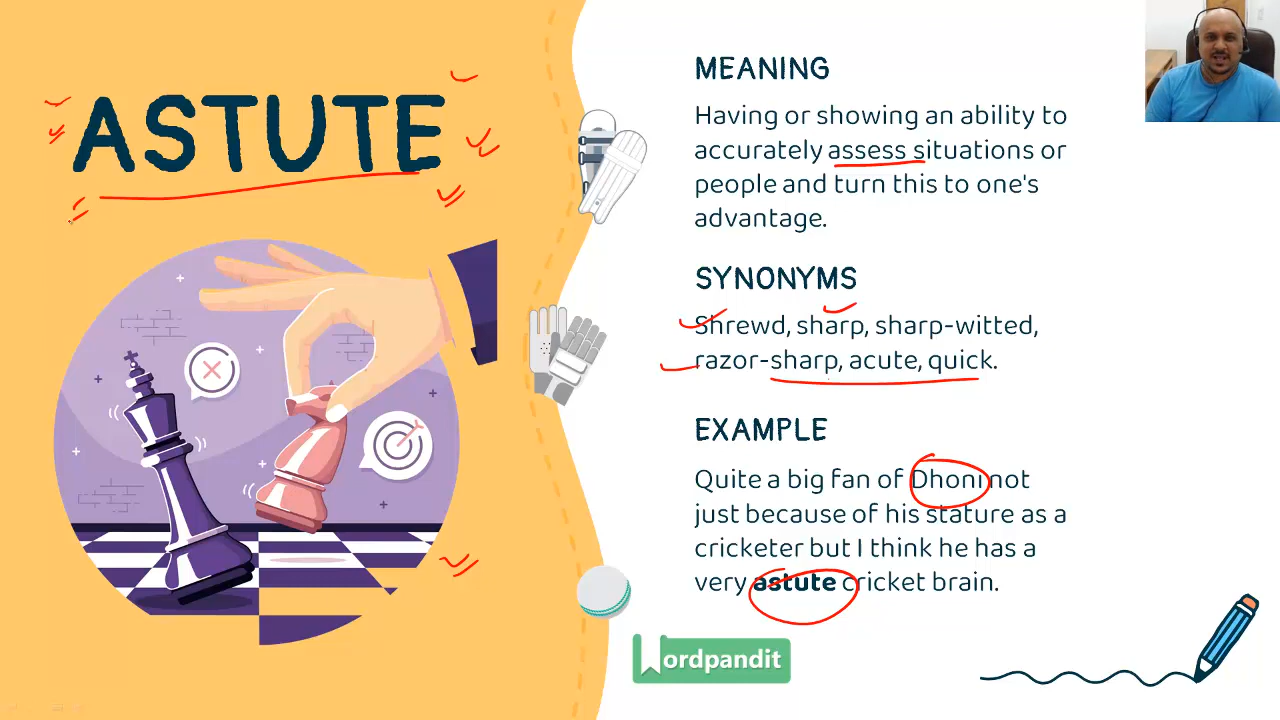 ASTUTE
MEANING
Having or showing an ability to
accurately assess situations or
people and turn this to one's
advantage.
SYNONYMS
Shrewd, sharp, sharp-witted,
razor-sharp, acute, quick.
EXAMPLE
Quite a big fan of Dhoni not
just because of his stature as a
cricketer but I think he has a
very astute cricket brain.
Wordpandit